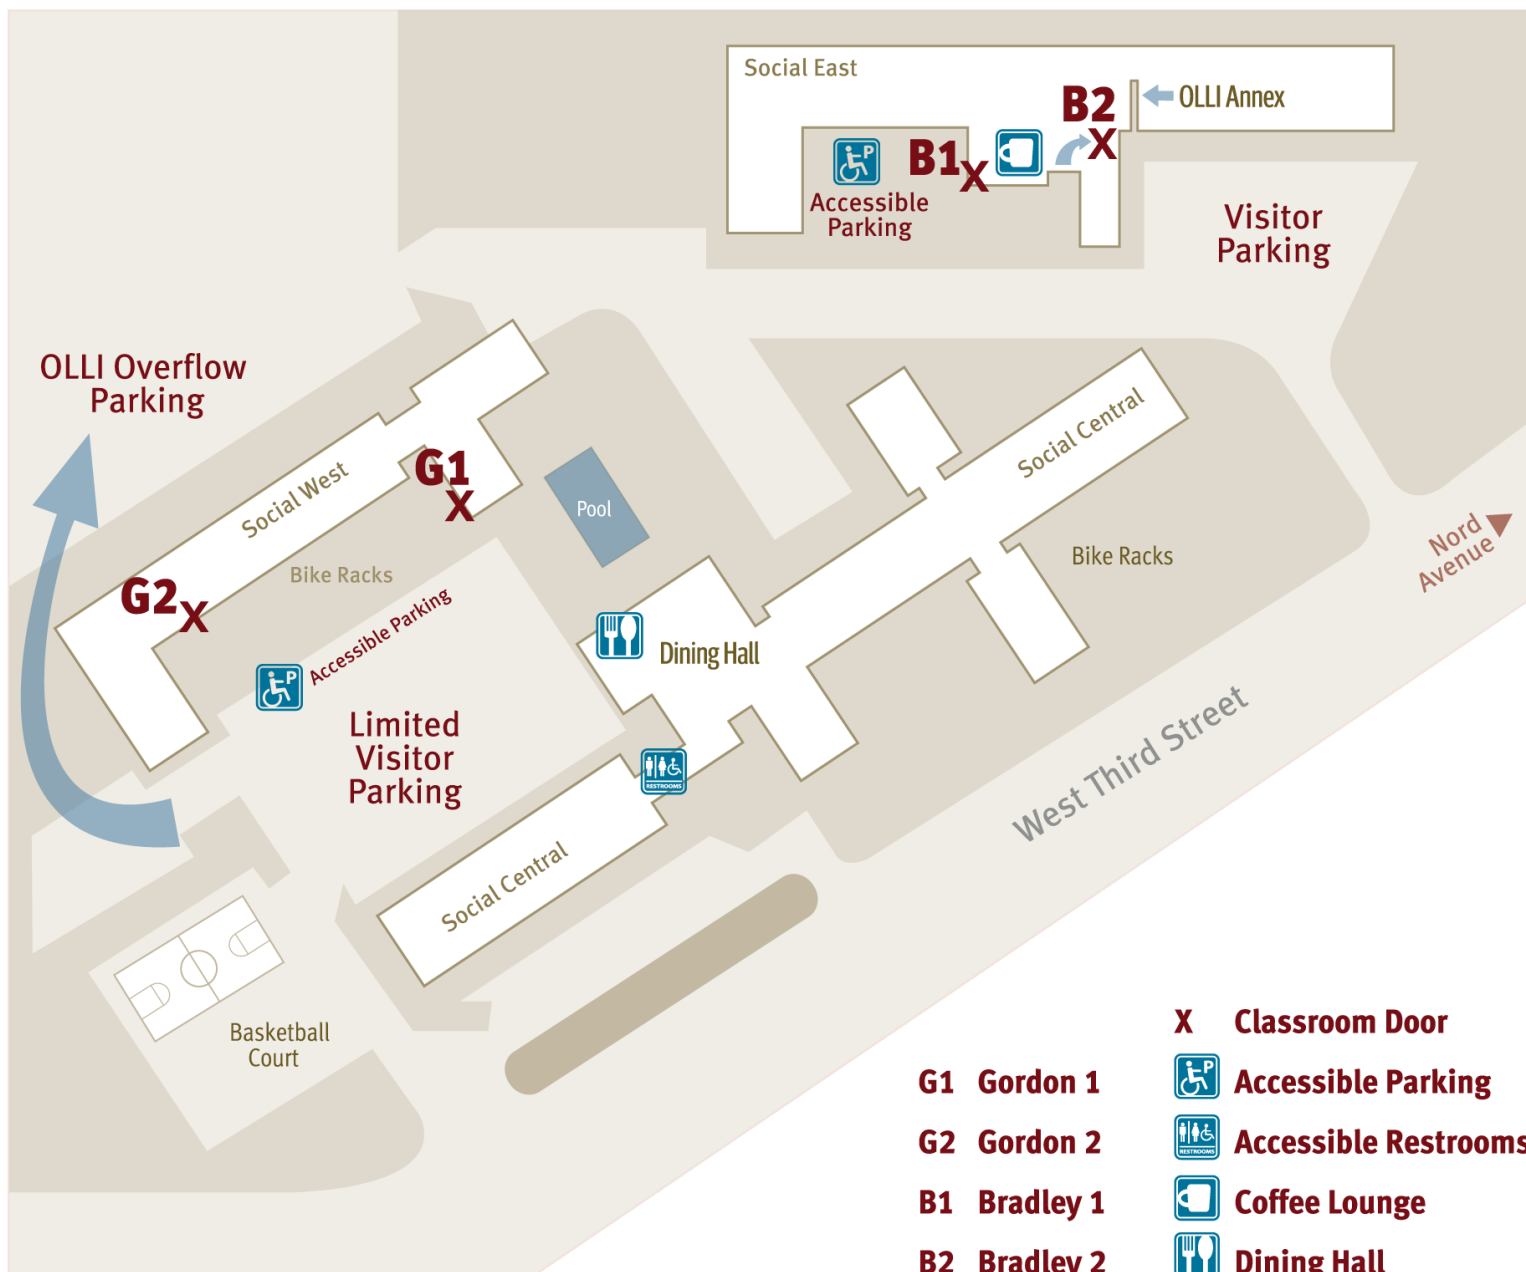 Social East
B2
OLLI Annex
P
B1
Accessible
Parking
Visitor
Parking
OLLI Overflow
Parking
Social West
G1
Pool
Social Central
Bike Racks
Nord
Avenue
Bike Racks
G2
Accessible Parking
P
Dining Hall
Limited
Visitor
Parking
RESTROOMS
West Third Street
Social Central
Basketball
Court
X Classroom Door
G1 Gordon 1
P Accessible Parking
G2 Gordon 2
RESTROOMS Accessible Restrooms
B1 Bradley 1
Coffee Lounge
B2 Bradley 2
Dining Hall